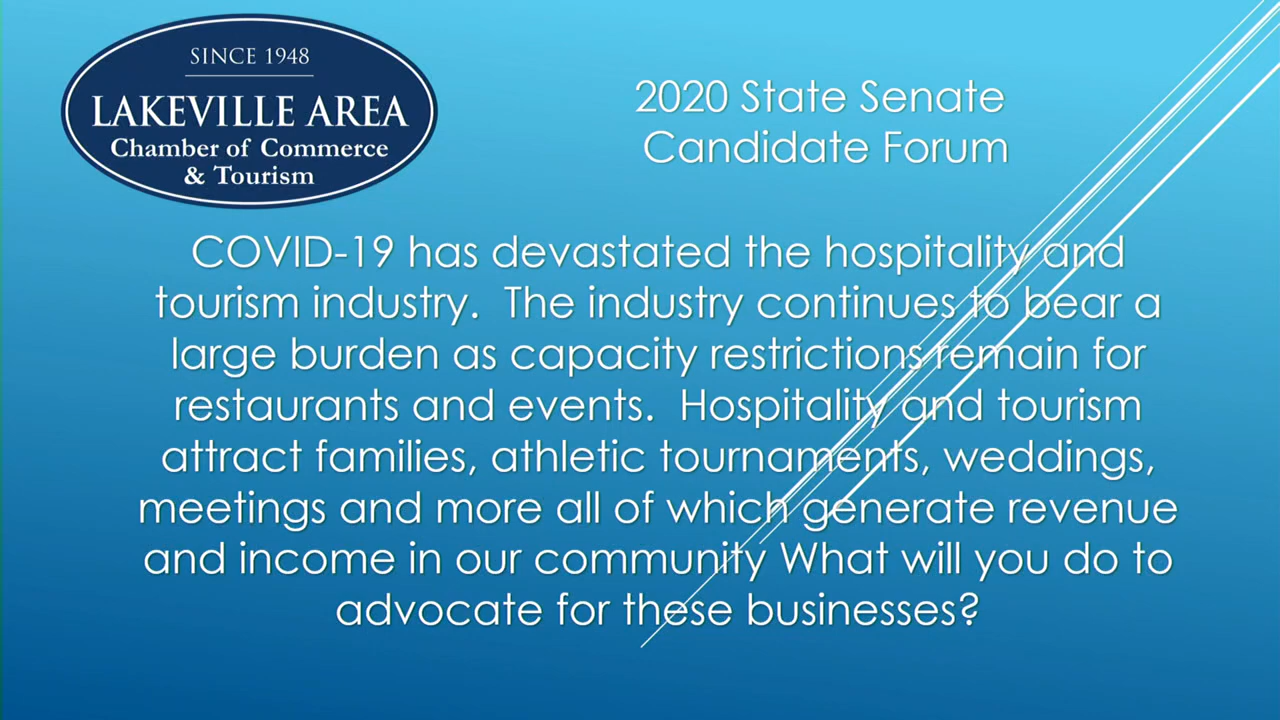 SINCE 1948
LAKEVILLE AREA
Chamber of Commerce
& Tourism
2020 State Senate
Candidate Forum
COVID-19 has devastated the hospitality and
tourism industry.  The industry continues to bear a
large burden as capacity restrictions remain for
restaurants and events.  Hospitality and tourism
attract families, athletic tournaments, weddings,
meetings and more all of which generate revenue
and income in our community What will you do to
advocate for these businesses?